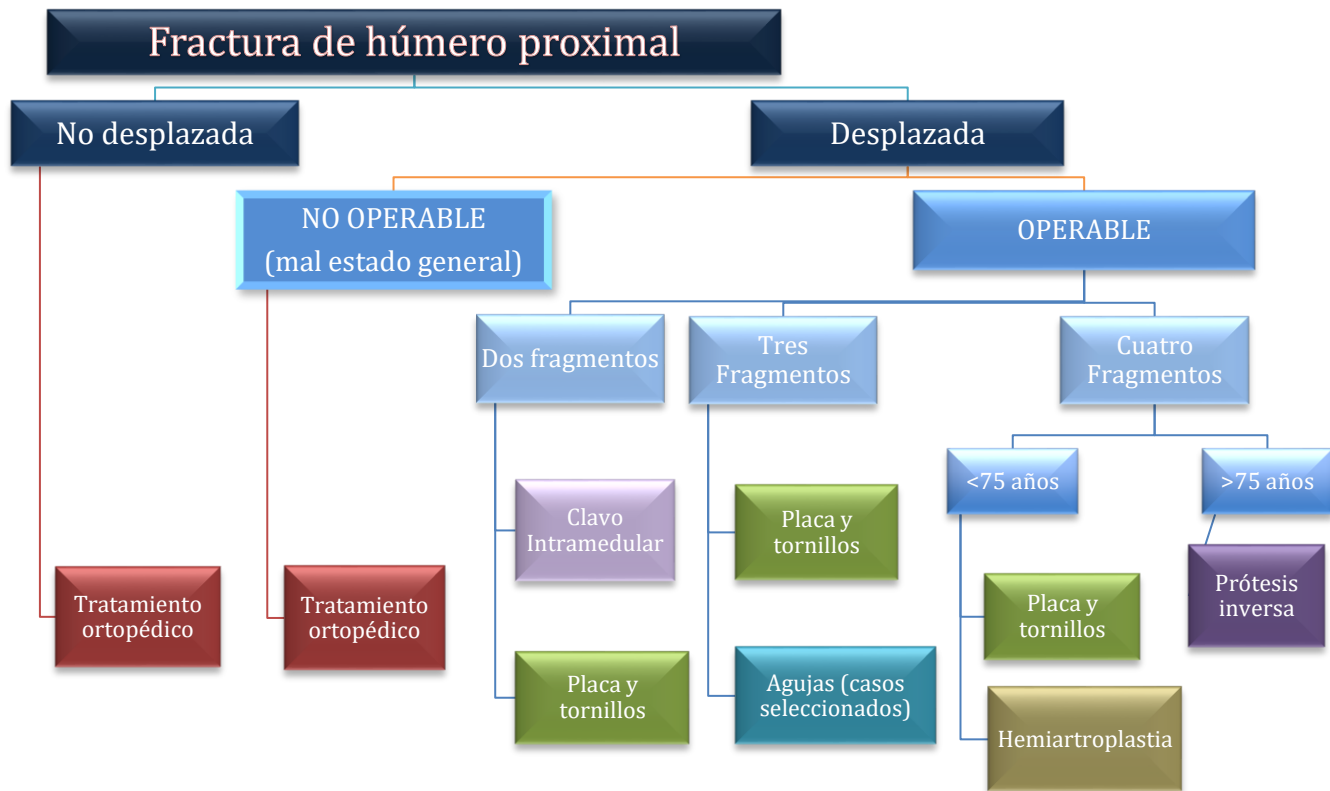 Fractura de húmero proximal
No desplazada
Desplazada
NO OPERABLE
(mal estado general)
OPERABLE
Dos fragmentos
Tres
Fragmentos
Cuatro
Fragmentos
<75 años
>75 años
Clavo
Intramedular
Placa y
tornillos
Placa y
tornillos
Prótesis
inversa
Tratamiento
ortopédico
Tratamiento
ortopédico
Placa y
tornillos
Agujas (casos
seleccionados)
Hemiartroplastia